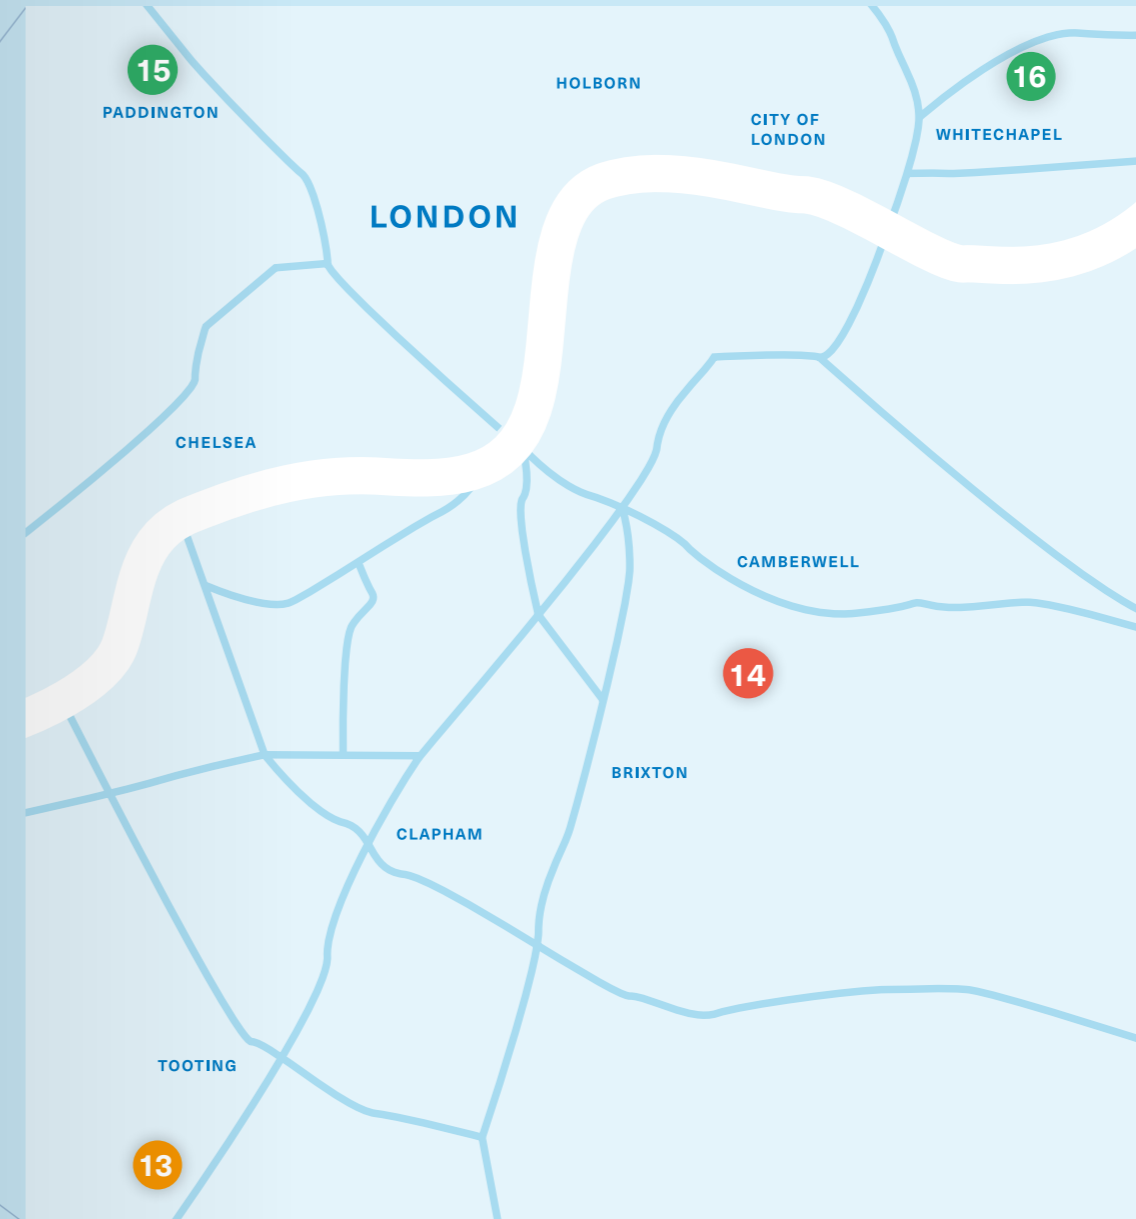 15
PADDINGTON
HOLBORN
CITY OF
LONDON
16
WHITECHAPEL
LONDON
CHELSEA
CAMBERWELL
14
BRIXTON
CLAPHAM
TOOTING
13